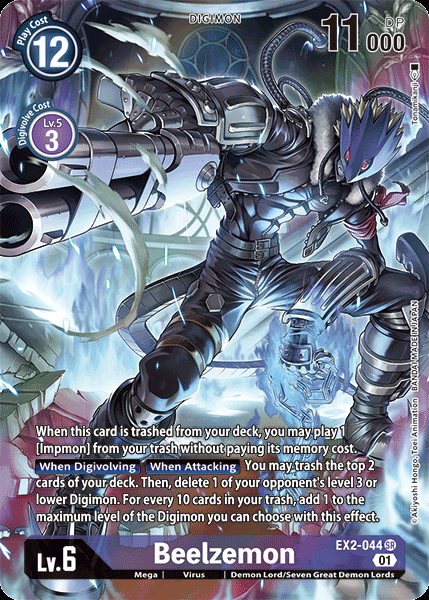 DIGIMON
Play Cost
12
11000
DP
Digivolve Cost
Lv.5
3
Tonamikanji
When this card is trashed from your deck, you may play 1
[Impmon] from your trash without paying its memory cost.
When Digivolving When Attacking You may trash the top 2
cards of your deck. Then, delete 1 of your opponent's level 3 or
lower Digimon. For every 10 cards in your trash, add 1 to the
maximum level of the Digimon you can choose with this effect.
© Akiyoshi Hongo, Toei Animation BANDAI MADE IN JAPAN
Lv.6
Beelzemon
EX2-044 SR
01
Mega | Virus | Demon Lord/Seven Great Demon Lords